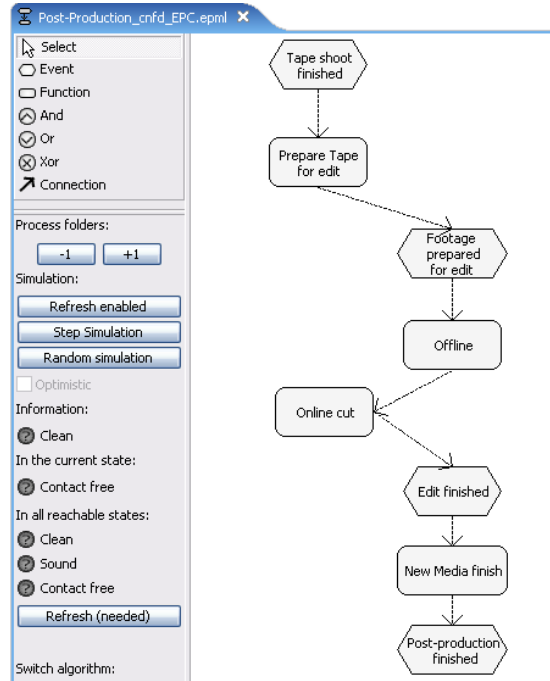 Post-Production_cnfd_EPC.epml
Select
Event
Function
And
Or
Xor
Connection
Process folders:
-1 +1
Simulation:
Refresh enabled
Step Simulation
Random simulation
Optimistic
Information:
Clean
In the current state:
Contact free
In all reachable states:
Clean
Sound
Contact free
Refresh (needed)
Switch algorithm:
Tape shoot
finished
Prepare Tape
for edit
Footage
prepared
for edit
Offline
Online cut
Edit finished
New Media finish
Post-production
finished